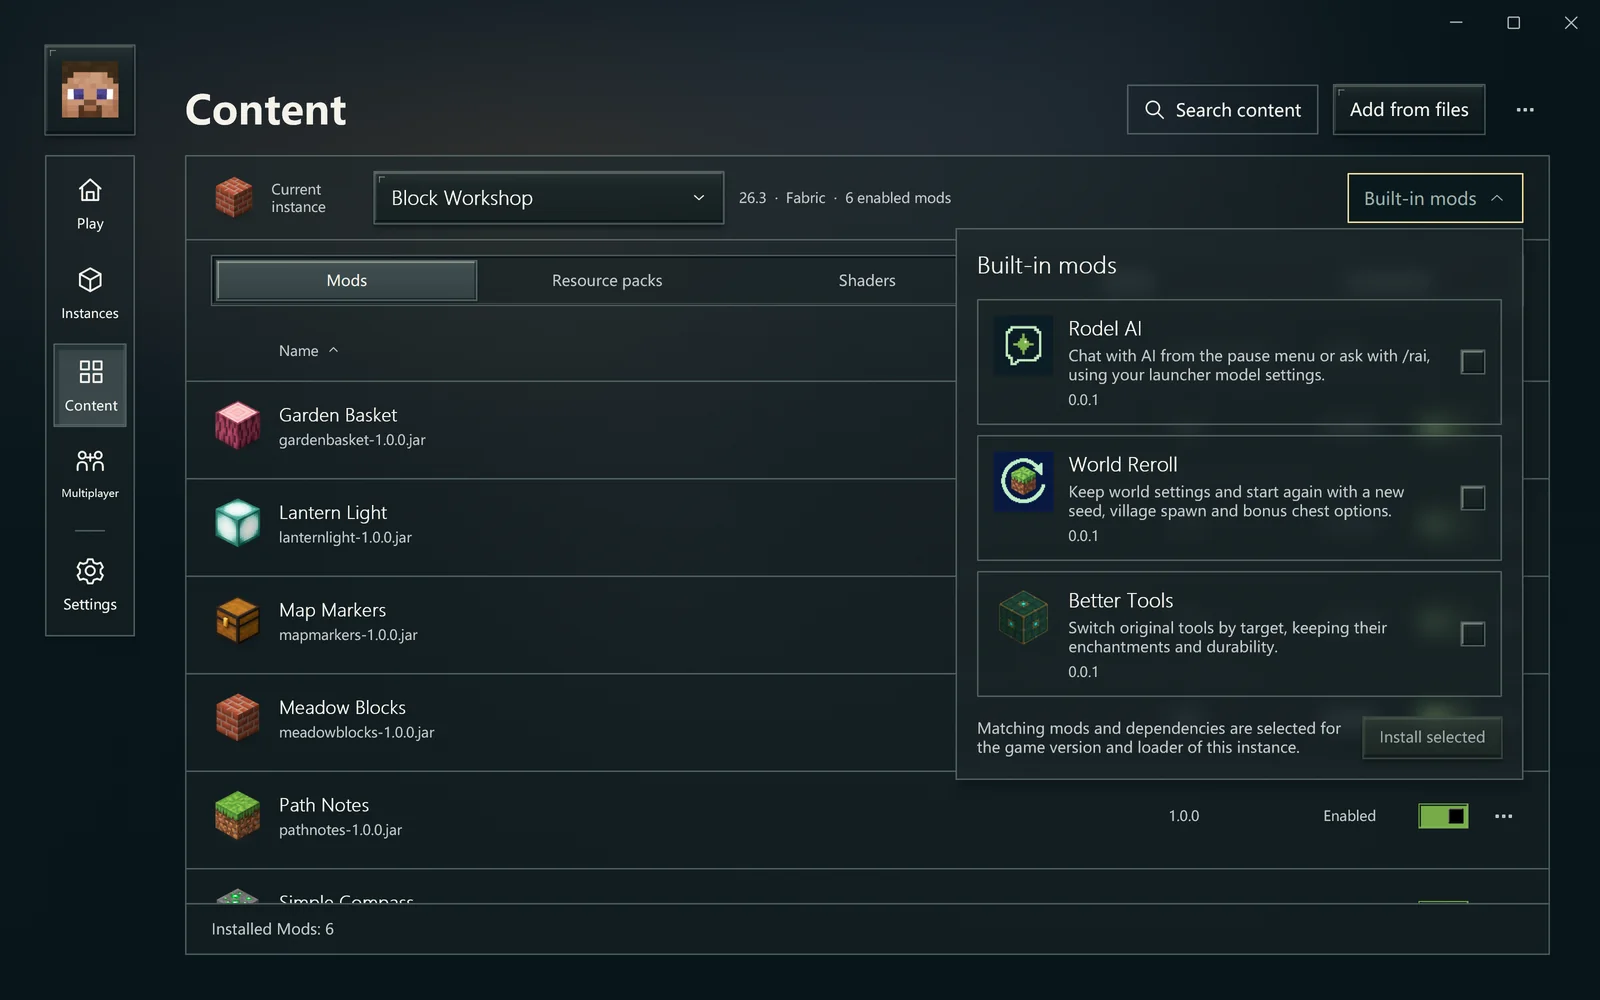 Content
Search content
Add from files
Play
Instances
Content
Multiplayer
Settings
Current
instance
Block Workshop
26.3 · Fabric · 6 enabled mods
Built-in mods
Mods
Resource packs
Shaders
Name
Garden Basket
gardenbasket-1.0.0.jar
Lantern Light
lanternlight-1.0.0.jar
Map Markers
mapmarkers-1.0.0.jar
Meadow Blocks
meadowblocks-1.0.0.jar
Path Notes
pathnotes-1.0.0.jar
1.0.0
Enabled
Simple Compass
Installed Mods: 6
Built-in mods
Rodel AI
Chat with AI from the pause menu or ask with /rai,
using your launcher model settings.
0.0.1
World Reroll
Keep world settings and start again with a new
seed, village spawn and bonus chest options.
0.0.1
Better Tools
Switch original tools by target, keeping their
enchantments and durability.
0.0.1
Matching mods and dependencies are selected for
the game version and loader of this instance.
Install selected